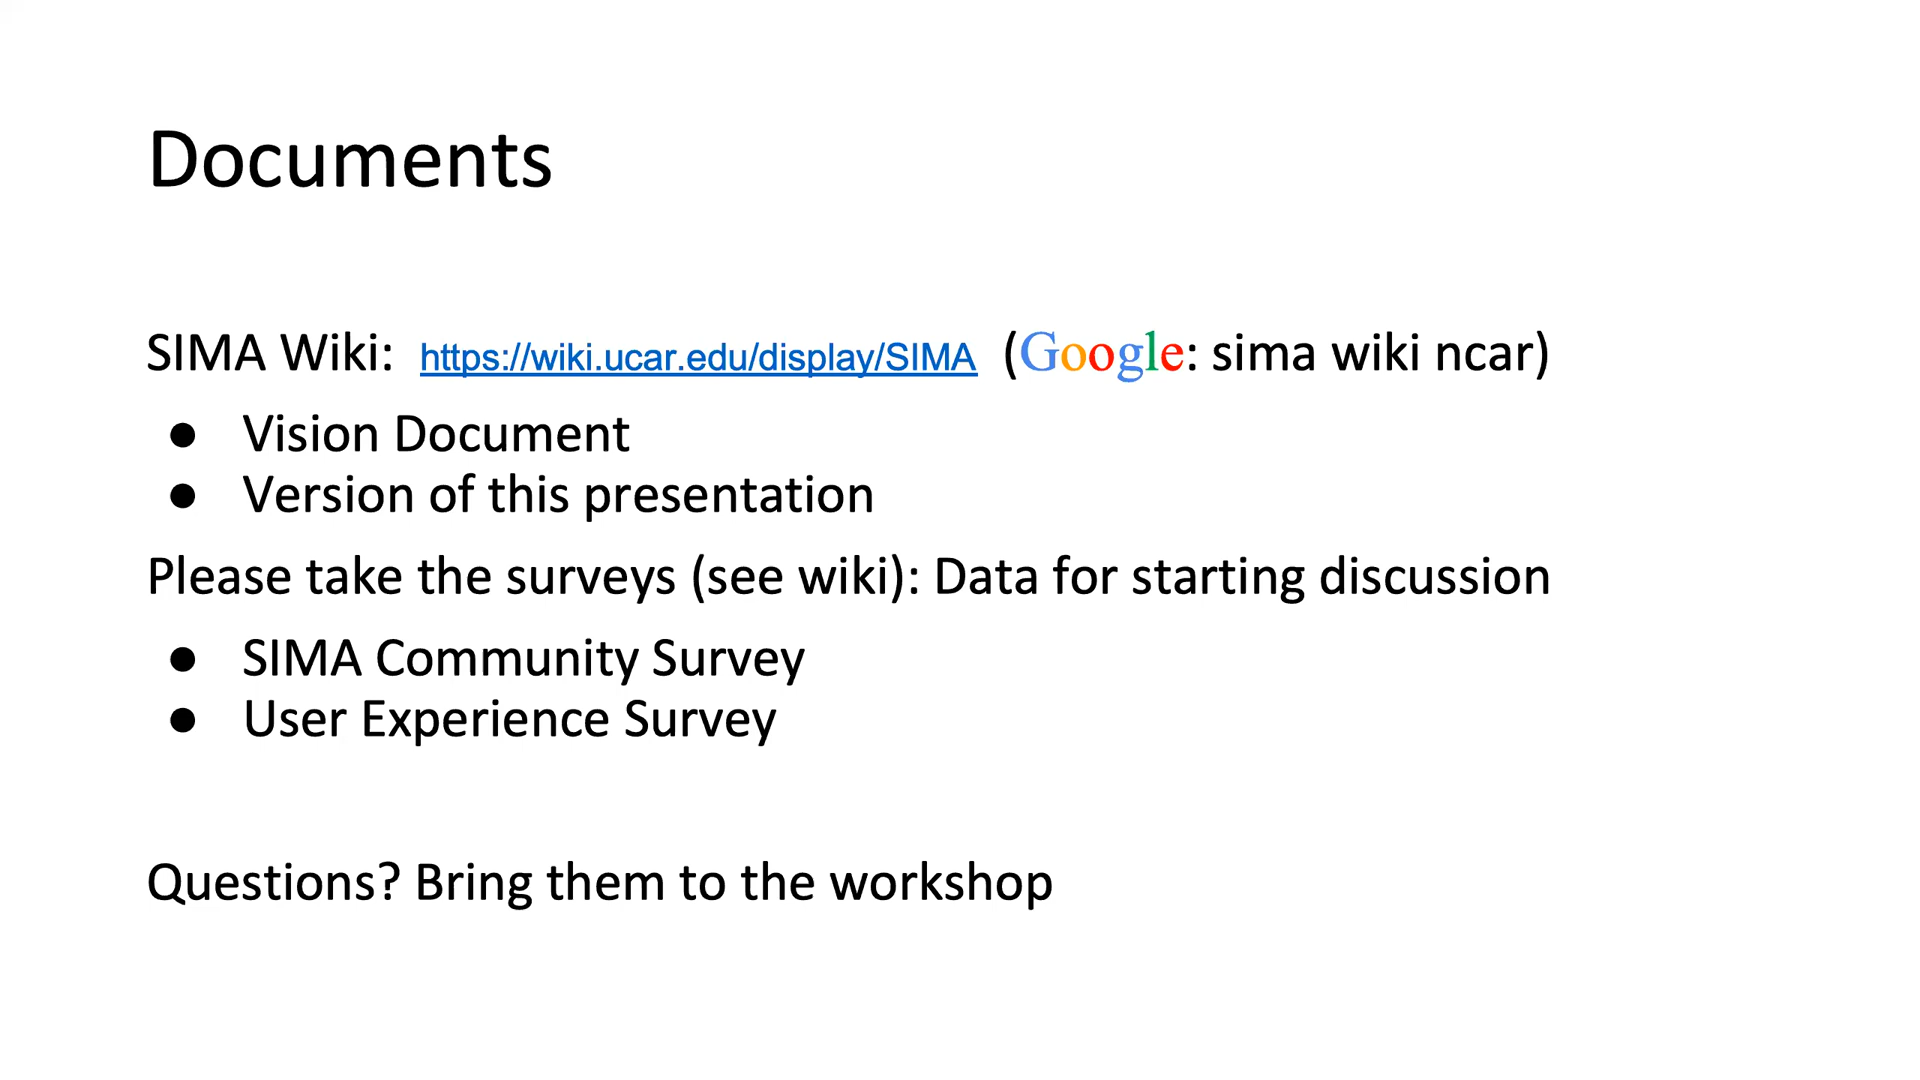 Documents
SIMA Wiki: https://wiki.ucar.edu/display/SIMA (Google: sima wiki ncar)
● Vision Document
● Version of this presentation
Please take the surveys (see wiki): Data for starting discussion
● SIMA Community Survey
● User Experience Survey
Questions? Bring them to the workshop